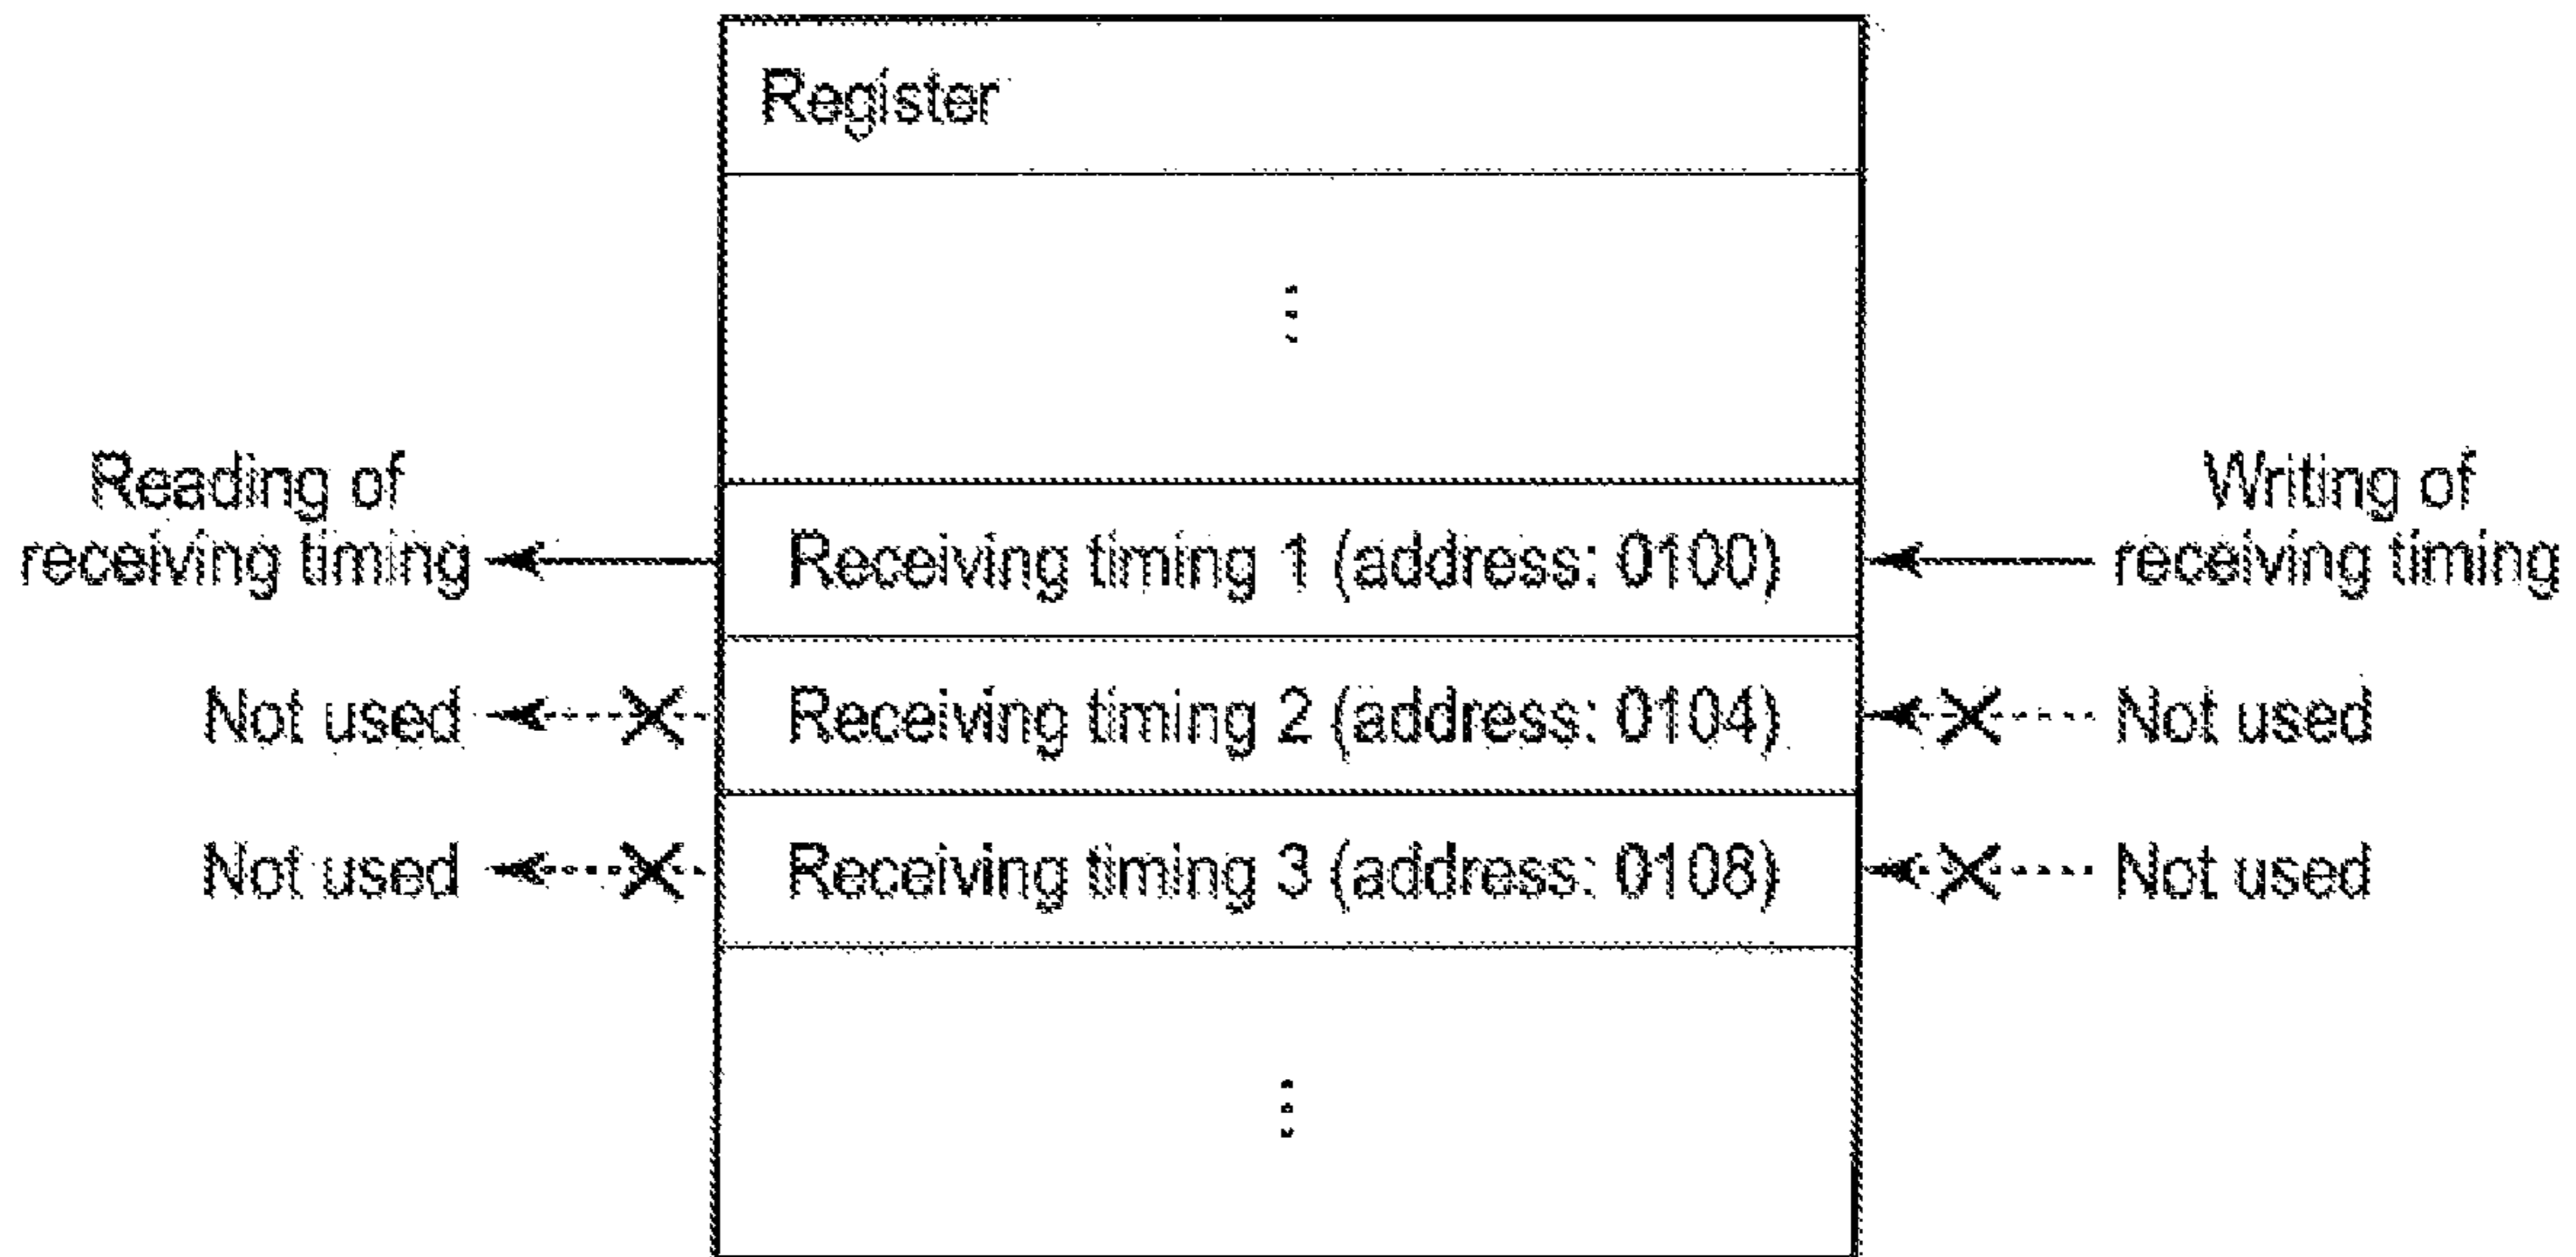 Register
Reading of
receiving timing
Receiving timing 1 (address: 0100)
Writing of
receiving timing
Not used
Receiving timing 2 (address: 0104)
Not used
Not used
Receiving timing 3 (address: 0108)
Not used